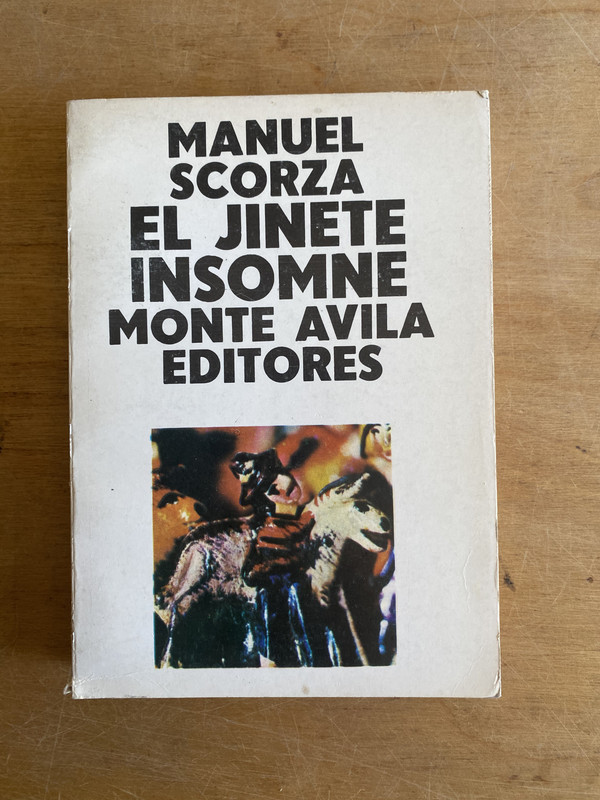 MANUEL
SCORZA
EL JINETE
INSOMNE
MONTE AVILA
EDITORES